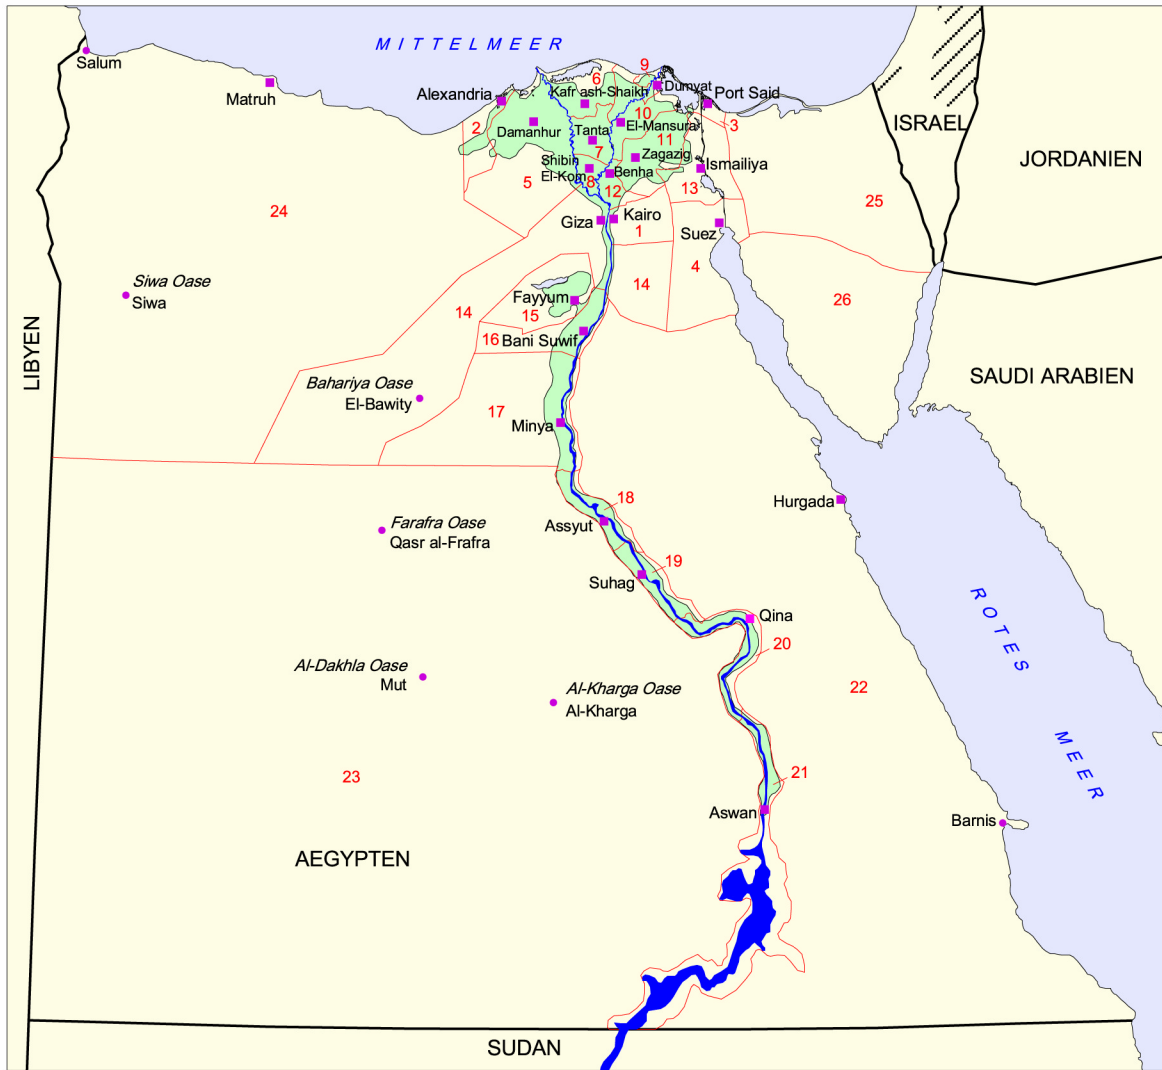 MITTELMEER
Salum
Matruh
Alexandria
2
Damanhur
5
6
Kafr ash-Shaikh
9
Dumyat
Port Said
3
10
El-Mansura
Tanta
7
11
Zagazig
Shibin
El-Kom
8
Benha
12
Ismailiya
13
ISRAEL
JORDANIEN
24
25
Giza
Kairo
1
Suez
4
14
26
Siwa Oase
Siwa
14
Fayyum
15
16
Bani Suwif
LIBYEN
SAUDI ARABIEN
Bahariya Oase
El-Bawity
17
Minya
18
Hurgada
Assyut
Farafra Oase
Qasr al-Frafra
19
Suhag
Qina
20
ROTES
MEER
Al-Dakhla Oase
Mut
Al-Kharga Oase
Al-Kharga
22
23
21
Aswan
Barnis
AEGYPTEN
SUDAN